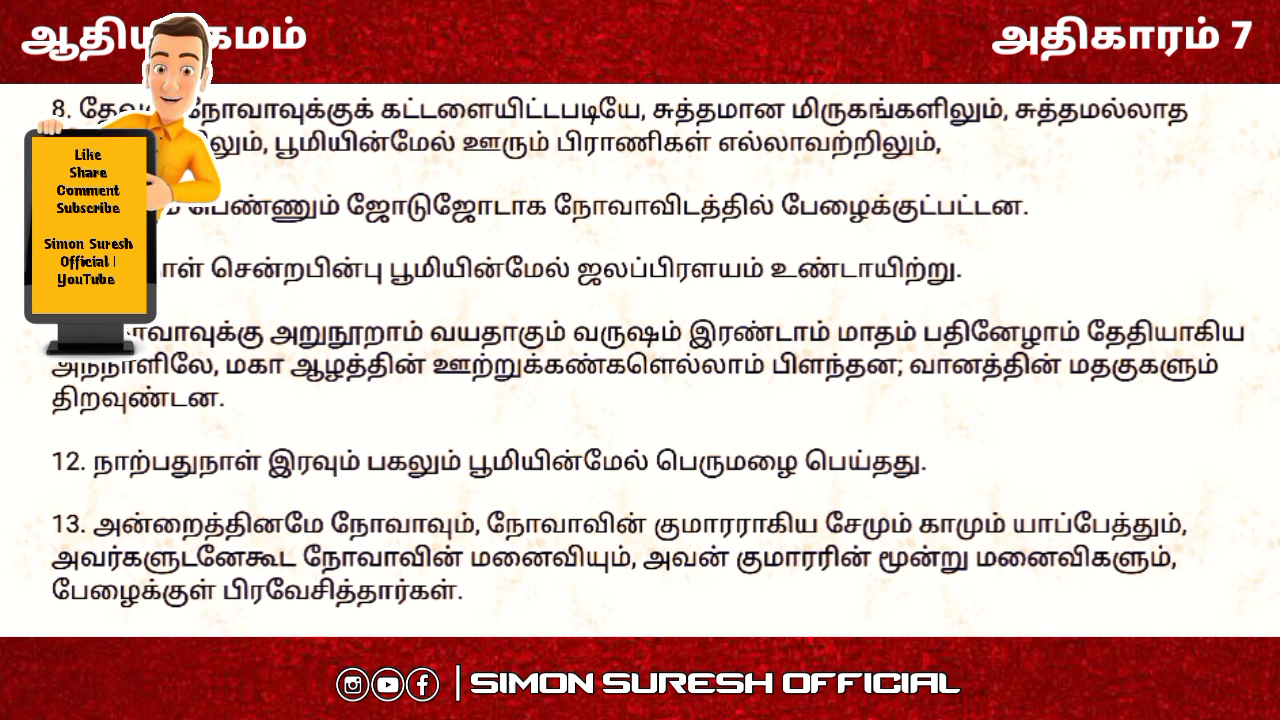 அதிகாரம் 7
8. நோவாவுக்குக் கட்டளையிட்டபடியே, சுத்தமான மிருகங்களிலும், சுத்தமல்லாத
பூமியின்மேல் ஊரும் பிராணிகள் எல்லாவற்றிலும்,
பெண்ணும் ஜோடுஜோடாக நோவாவிடத்தில் பேழைக்குட்பட்டன.
சென்றபின்பு பூமியின்மேல் ஜலப்பிரளயம் உண்டாயிற்று.
அறுநூறாம் வயதாகும் வருஷம் இரண்டாம் மாதம் பதினேழாம் தேதியாகிய
அந்நாளிலே, மகா ஆழத்தின் ஊற்றுக்கண்களெல்லாம் பிளந்தன; வானத்தின் மதகுகளும்
திறவுண்டன.
12. நாற்பதுநாள் இரவும் பகலும் பூமியின்மேல் பெருமழை பெய்தது.
13. அன்றைத்தினமே நோவாவும், நோவாவின் குமாரராகிய சேமும் காமும் யாப்பேத்தும்,
அவர்களுடனேகூட நோவாவின் மனைவியும், அவன் குமாரரின் மூன்று மனைவிகளும்,
பேழைக்குள் பிரவேசித்தார்கள்.
Like
Share
Comment
Subscribe
Simon Suresh
Official |
YouTube
| SIMON SURESH OFFICIAL